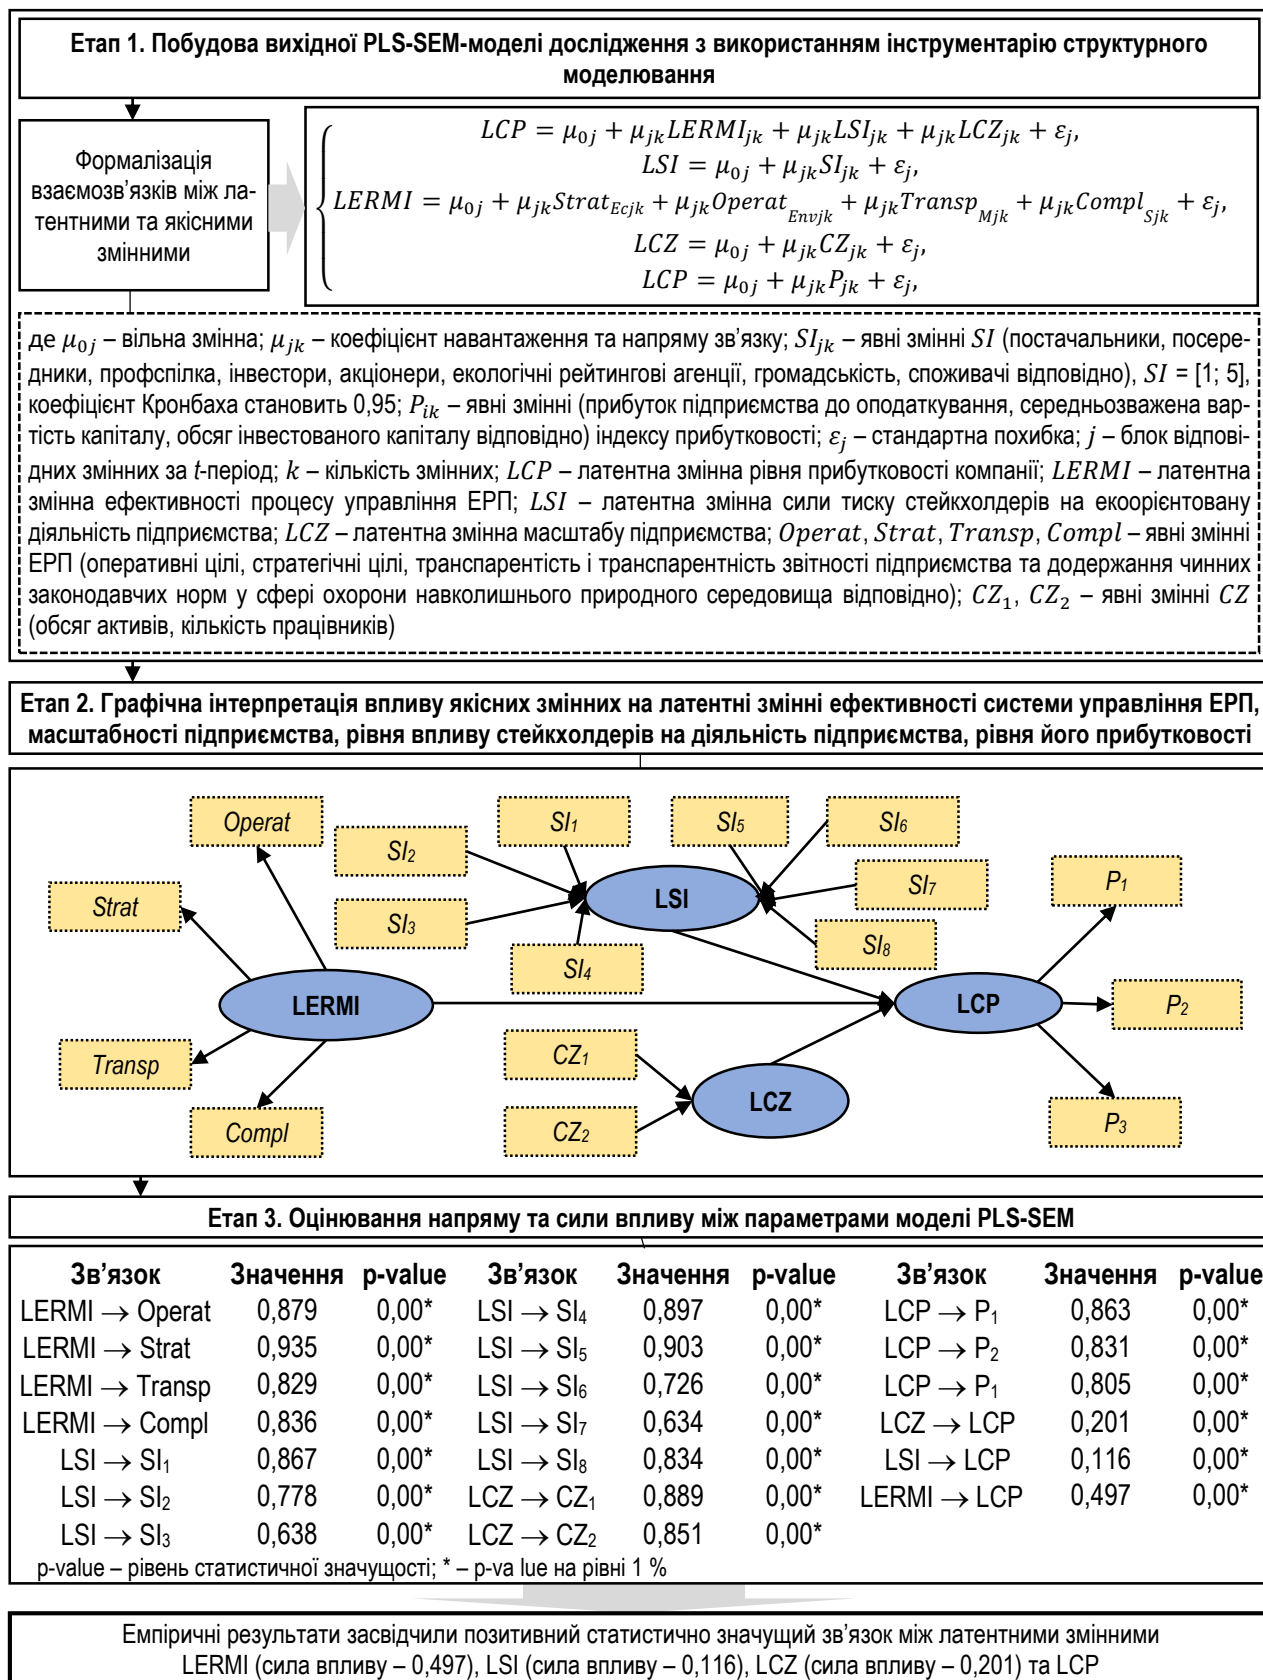 Етап 1. Побудова вихідної PLS-SEM-моделі дослідження з використанням інструментарію структурного
моделювання
Формалізація
взаємозв’язків між ла-
тентними та якісними
змінними
LCP = μ₀ⱼ + μⱼₖLERMIⱼₖ + μⱼₖLSIⱼₖ + μⱼₖLCZⱼₖ + εⱼ,
LSI = μ₀ⱼ + μⱼₖSIⱼₖ + εⱼ,
LERMI = μ₀ⱼ + μⱼₖStrat_Ecjk + μⱼₖOperat_Envjk + μⱼₖTransp_Mjk + μⱼₖCompl_Sjk + εⱼ,
LCZ = μ₀ⱼ + μⱼₖCZⱼₖ + εⱼ,
LCP = μ₀ⱼ + μⱼₖPⱼₖ + εⱼ,
де μ₀ⱼ – вільна змінна; μⱼₖ – коефіцієнт навантаження та напряму зв’язку; SIⱼₖ – явні змінні SI (постачальники, посере-
дники, профспілка, інвестори, акціонери, екологічні рейтингові агенції, громадськість, споживачі відповідно), SI = [1; 5],
коефіцієнт Кронбаха становить 0,95; Pᵢₖ – явні змінні (прибуток підприємства до оподаткування, середньозважена вар-
тість капіталу, обсяг інвестованого капіталу відповідно) індексу прибутковості; εⱼ – стандартна похибка; j – блок відпові-
дних змінних за t-період; k – кількість змінних; LCP – латентна змінна рівня прибутковості компанії; LERMI – латентна
змінна ефективності процесу управління ЕРП; LSI – латентна змінна сили тиску стейкхолдерів на екоорієнтовану
діяльність підприємства; LCZ – латентна змінна масштабу підприємства; Operat, Strat, Transp, Compl – явні змінні
ЕРП (оперативні цілі, стратегічні цілі, транспарентість і транспарентність звітності підприємства та додержання чинних
законодавчих норм у сфері охорони навколишнього природного середовища відповідно); CZ₁, CZ₂ – явні змінні CZ
(обсяг активів, кількість працівників)
Етап 2. Графічна інтерпретація впливу якісних змінних на латентні змінні ефективності системи управління ЕРП,
масштабності підприємства, рівня впливу стейкхолдерів на діяльність підприємства, рівня його прибутковості
Operat
SI₁
SI₅
SI₆
SI₂
Strat
LSI
SI₇
P₁
SI₃
SI₄
SI₈
LERMI
LCP
P₂
Transp
CZ₁
LCZ
Compl
CZ₂
P₃
Етап 3. Оцінювання напряму та сили впливу між параметрами моделі PLS-SEM
Зв’язок Значення p-value Зв’язок Значення p-value Зв’язок Значення p-value
LERMI → Operat 0,879 0,00* LSI → SI₄ 0,897 0,00* LCP → P₁ 0,863 0,00*
LERMI → Strat 0,935 0,00* LSI → SI₅ 0,903 0,00* LCP → P₂ 0,831 0,00*
LERMI → Transp 0,829 0,00* LSI → SI₆ 0,726 0,00* LCP → P₁ 0,805 0,00*
LERMI → Compl 0,836 0,00* LSI → SI₇ 0,634 0,00* LCZ → LCP 0,201 0,00*
LSI → SI₁ 0,867 0,00* LSI → SI₈ 0,834 0,00* LSI → LCP 0,116 0,00*
LSI → SI₂ 0,778 0,00* LCZ → CZ₁ 0,889 0,00* LERMI → LCP 0,497 0,00*
LSI → SI₃ 0,638 0,00* LCZ → CZ₂ 0,851 0,00*
p-value – рівень статистичної значущості; * – p-va lue на рівні 1 %
Емпіричні результати засвідчили позитивний статистично значущий зв’язок між латентними змінними
LERMI (сила впливу – 0,497), LSI (сила впливу – 0,116), LCZ (сила впливу – 0,201) та LCP